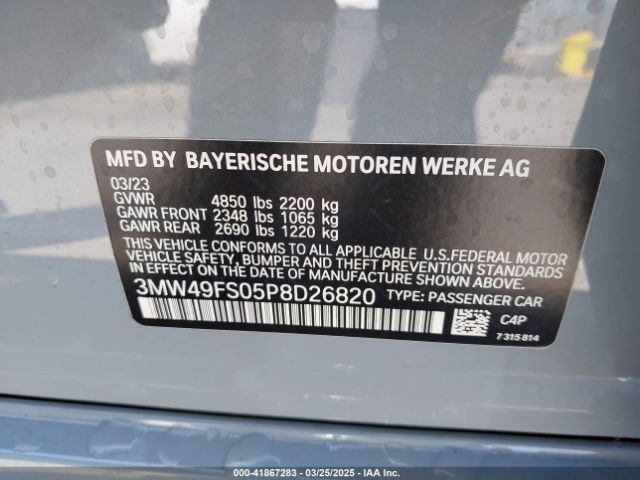 MFD BY BAYERISCHE MOTOREN WERKE AG
03/23
GVWR 4850 lbs 2200 kg
GAWR FRONT 2348 lbs 1065 kg
GAWR REAR 2690 lbs 1220 kg
THIS VEHICLE CONFORMS TO ALL APPLICABLE U.S.FEDERAL MOTOR
VEHICLE SAFETY, BUMPER, AND THEFT PREVENTION STANDARDS
IN EFFECT ON THE DATE OF MANUFACTURE SHOWN ABOVE.
3MW49FS05P8D26820 TYPE: PASSENGER CAR
C4P
7 315 814
000-41867283 - 03/25/2025 - IAA Inc.